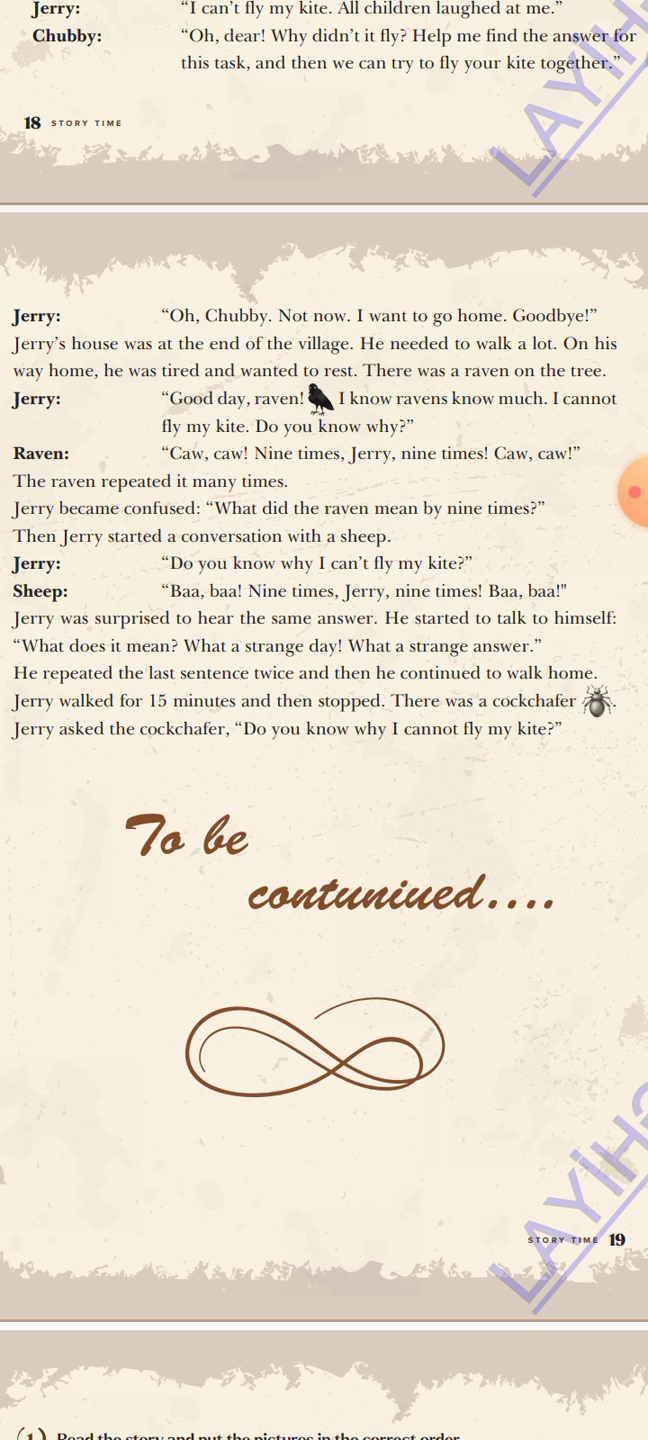 Jerry: “I can’t fly my kite. All children laughed at me.”
Chubby: “Oh, dear! Why didn’t it fly? Help me find the answer for
this task, and then we can try to fly your kite together.”
18 STORY TIME
LAYİH
Jerry: “Oh, Chubby. Not now. I want to go home. Goodbye!”
Jerry’s house was at the end of the village. He needed to walk a lot. On his
way home, he was tired and wanted to rest. There was a raven on the tree.
Jerry: “Good day, raven! I know ravens know much. I cannot
fly my kite. Do you know why?”
Raven: “Caw, caw! Nine times, Jerry, nine times! Caw, caw!”
The raven repeated it many times.
Jerry became confused: “What did the raven mean by nine times?”
Then Jerry started a conversation with a sheep.
Jerry: “Do you know why I can’t fly my kite?”
Sheep: “Baa, baa! Nine times, Jerry, nine times! Baa, baa!"
Jerry was surprised to hear the same answer. He started to talk to himself:
“What does it mean? What a strange day! What a strange answer.”
He repeated the last sentence twice and then he continued to walk home.
Jerry walked for 15 minutes and then stopped. There was a cockchafer .
Jerry asked the cockchafer, “Do you know why I cannot fly my kite?”
To be
contuniued....
LAYİH
STORY TIME 19
1 Read the story and put the pictures in the correct order.